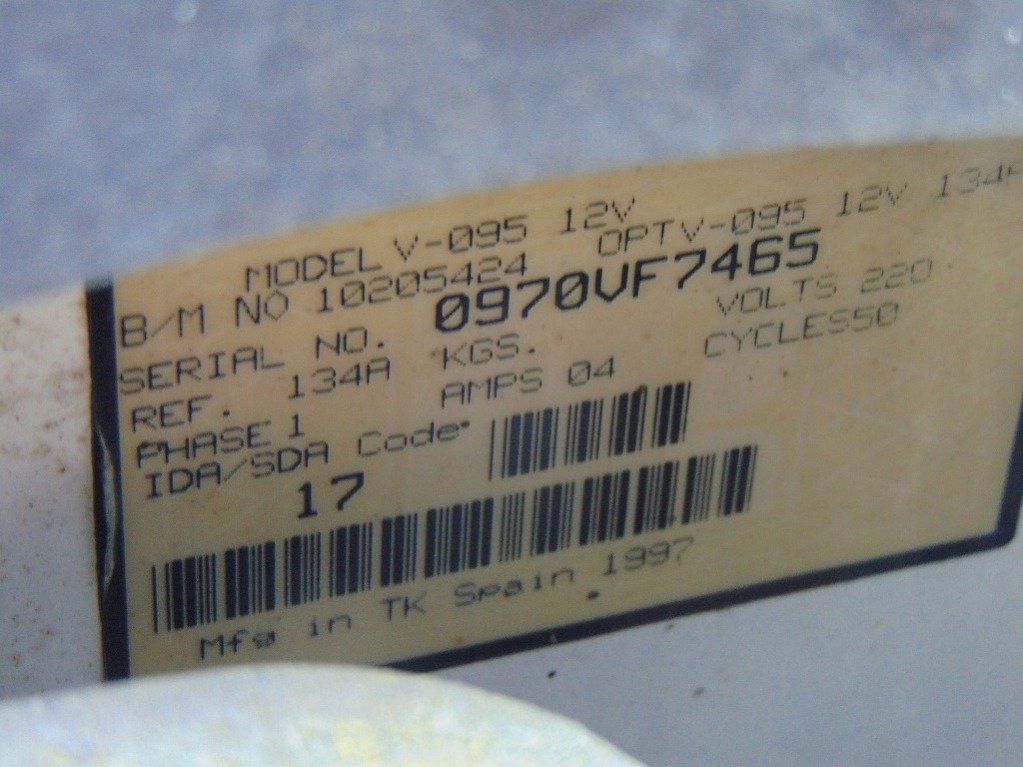 MODEL V-095 12V OPTV-095 12V 134A
B/M NO 10205424
SERIAL NO. 0970VF7465
REF. 134A KGS. VOLTS 220
PHASE 1 AMPS 04 CYCLES50
IDA/SDA Code
17
Mfg in TK Spain 1997